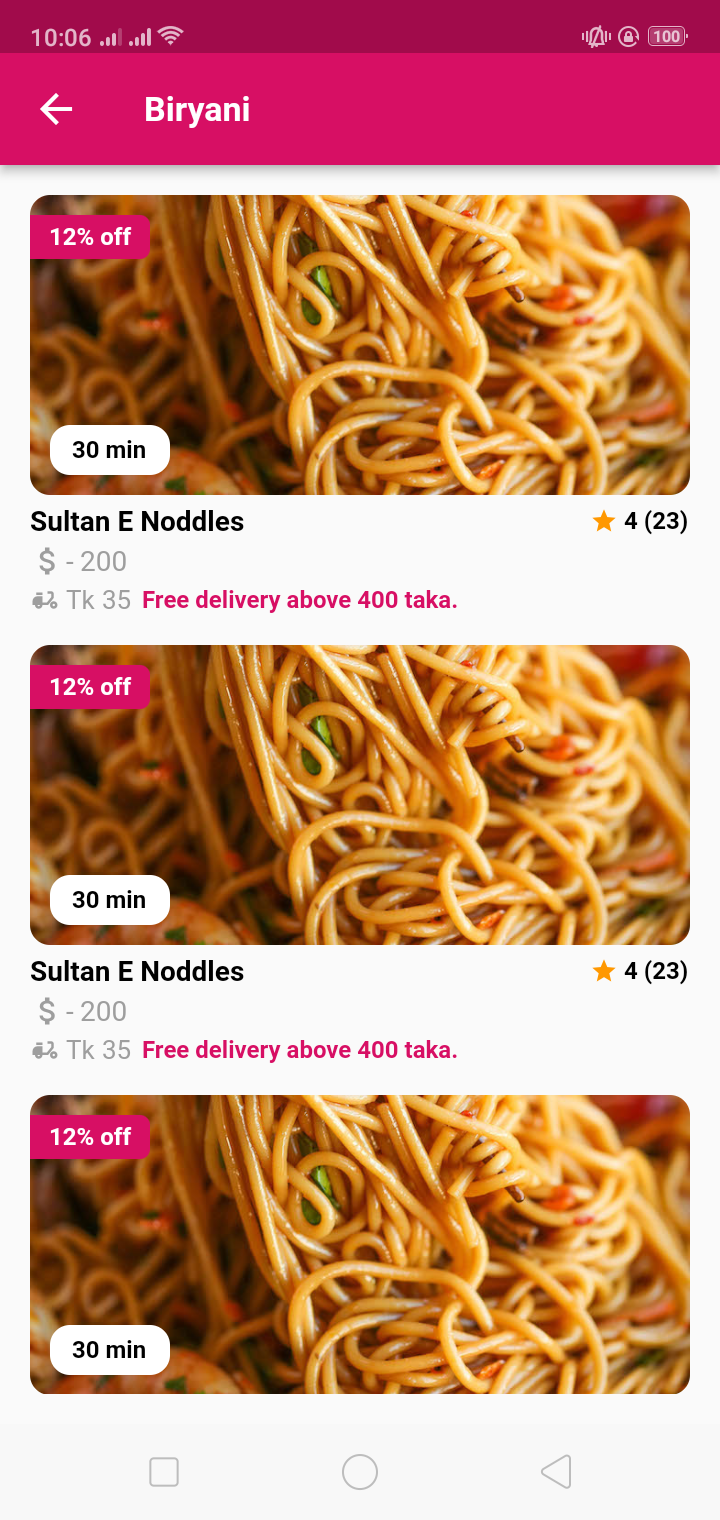 10:06 100
Biryani
12% off
30 min
Sultan E Noddles 4 (23)
$ - 200
Tk 35 Free delivery above 400 taka.
12% off
30 min
Sultan E Noddles 4 (23)
$ - 200
Tk 35 Free delivery above 400 taka.
12% off
30 min